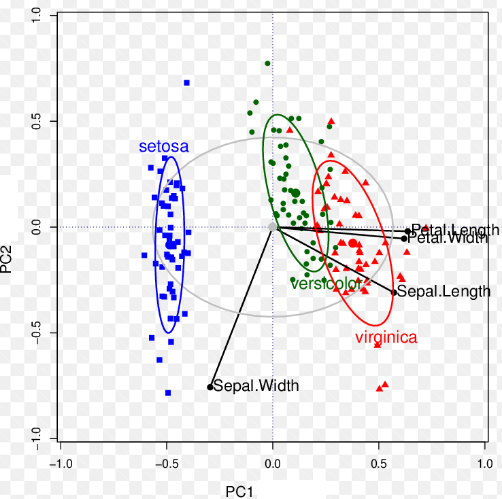 1.0
0.5
0.0
−0.5
−1.0
PC2
setosa
Petal.Length
Petal.Width
versicolor
Sepal.Length
virginica
Sepal.Width
−1.0 −0.5 0.0 0.5 1.0
PC1